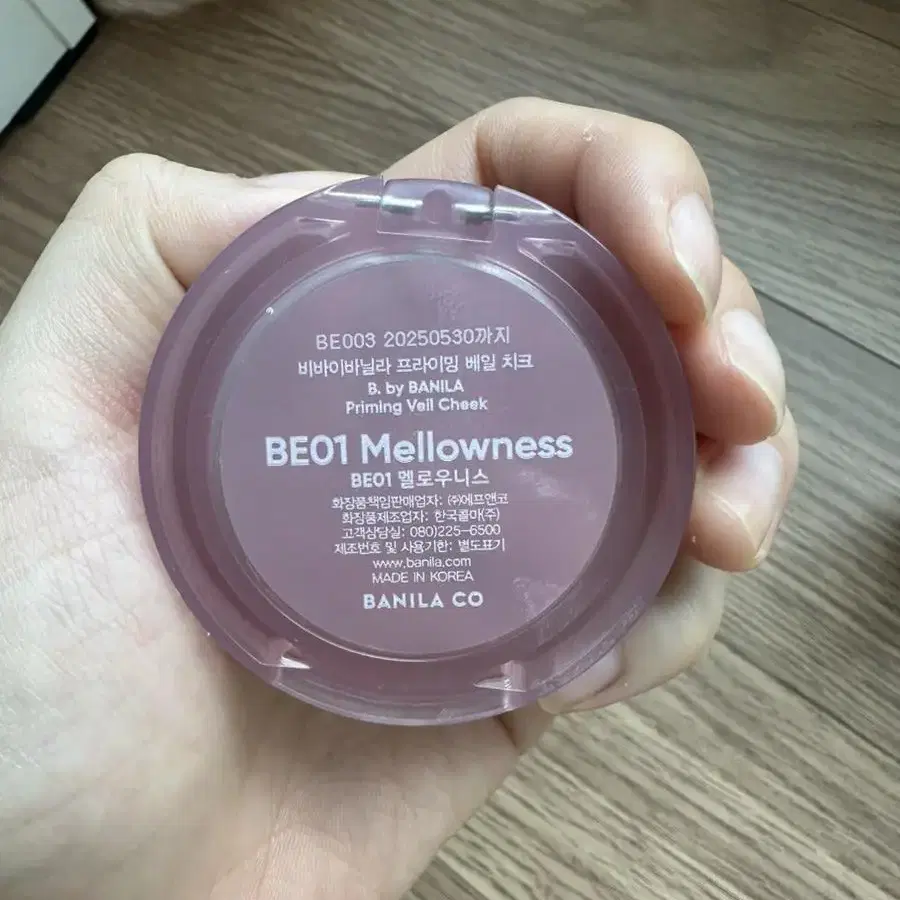 BE003 20250530까지
비바이바닐라 프라이밍 베일 치크
B. by BANILA
Priming Veil Cheek
BE01 Mellowness
BE01 멜로우니스
화장품책임판매업자: (주)에프앤코
화장품제조업자: 한국콜마(주)
고객상담실: 080)225-6500
제조번호 및 사용기한: 별도표기
www.banila.com
MADE IN KOREA
BANILA CO